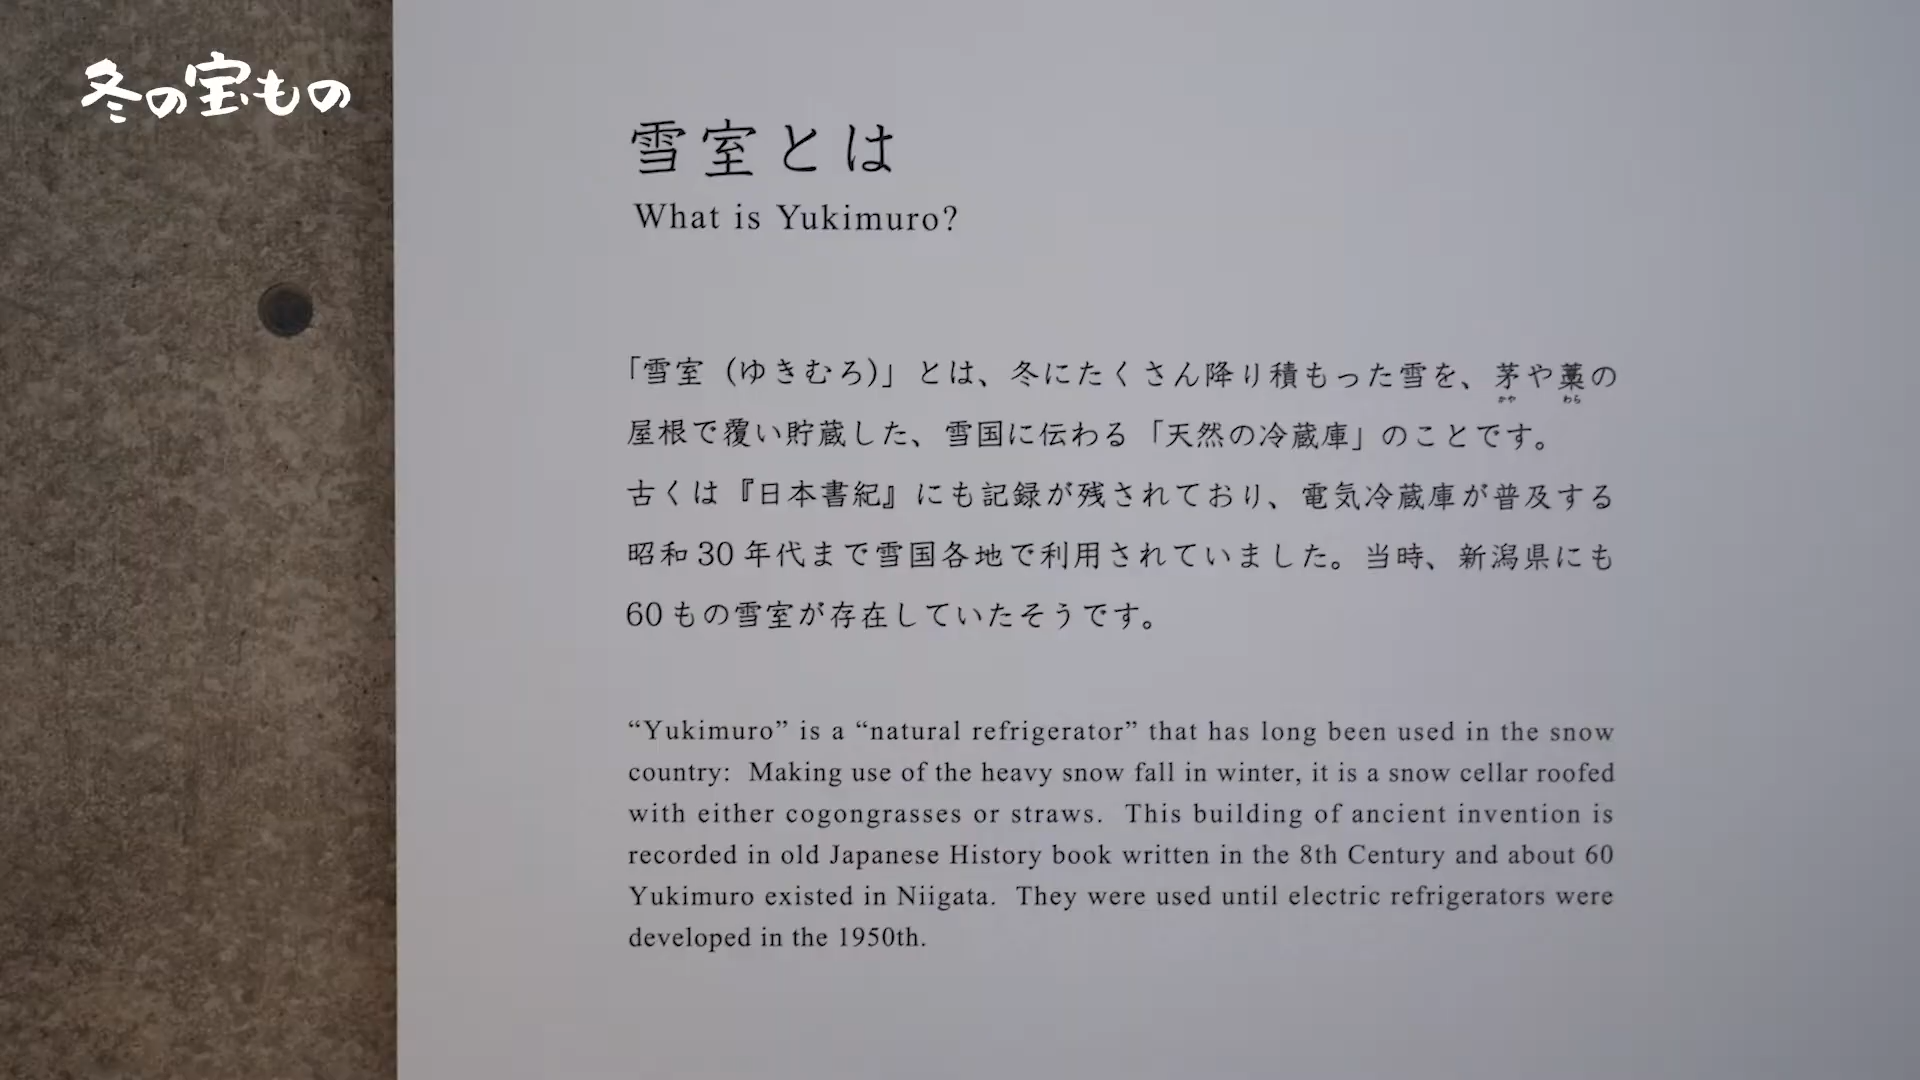 冬の宝もの
雪室とは
What is Yukimuro?
「雪室（ゆきむろ）」とは、冬にたくさん降り積もった雪を、茅や藁の
かや わら
屋根で覆い貯蔵した、雪国に伝わる「天然の冷蔵庫」のことです。
古くは『日本書紀』にも記録が残されており、電気冷蔵庫が普及する
昭和30年代まで雪国各地で利用されていました。当時、新潟県にも
60もの雪室が存在していたそうです。
“Yukimuro” is a “natural refrigerator” that has long been used in the snow
country:  Making use of the heavy snow fall in winter, it is a snow cellar roofed
with either cogongrasses or straws.  This building of ancient invention is
recorded in old Japanese History book written in the 8th Century and about 60
Yukimuro existed in Niigata.  They were used until electric refrigerators were
developed in the 1950th.